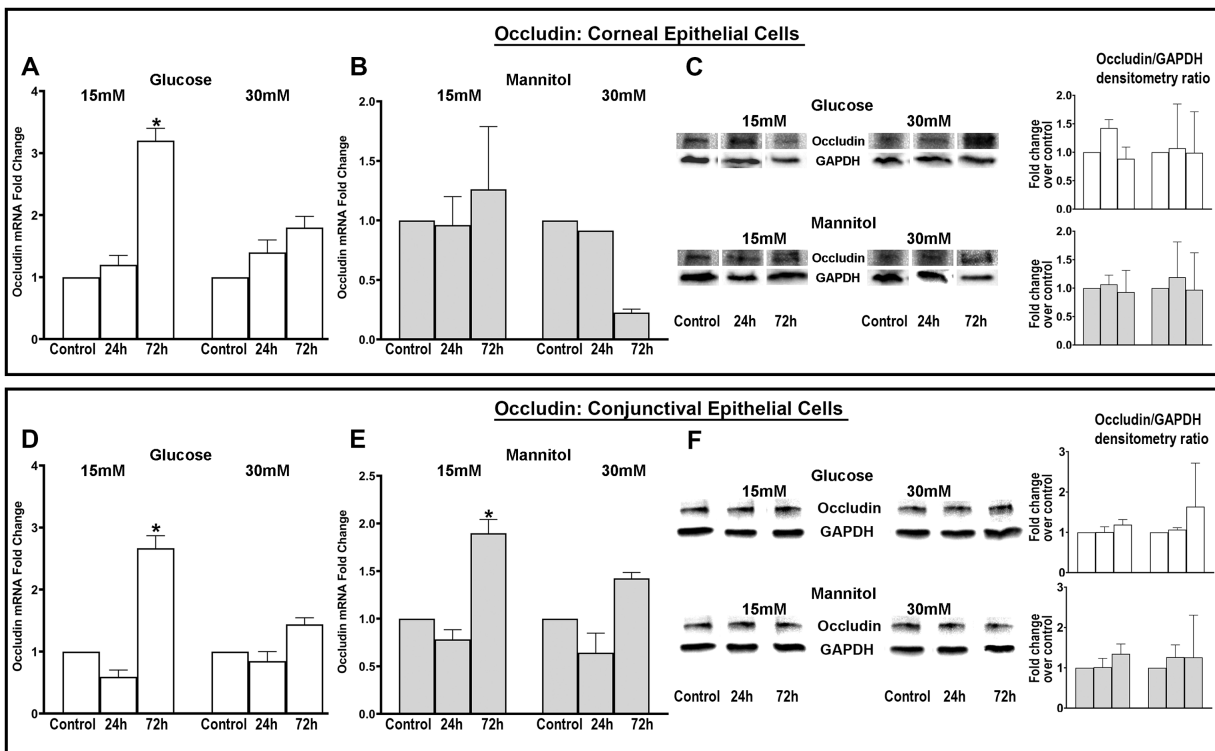 Occludin: Corneal Epithelial Cells
A
Glucose
15mM 30mM
Occludin mRNA Fold Change
4
3
2
1
0
*
Control 24h 72h Control 24h 72h
B
Mannitol
15mM 30mM
Occludin mRNA Fold Change
2.0
1.5
1.0
0.5
0.0
Control 24h 72h Control 24h 72h
C
Glucose
15mM 30mM
Occludin
GAPDH
Mannitol
15mM 30mM
Occludin
GAPDH
Control 24h 72h Control 24h 72h
Occludin/GAPDH
densitometry ratio
Fold change
over control
2.0
1.5
1.0
0.5
0.0
Fold change
over control
2.0
1.5
1.0
0.5
0.0
Occludin: Conjunctival Epithelial Cells
D
Glucose
15mM 30mM
Occludin mRNA Fold Change
4
3
2
1
0
*
Control 24h 72h Control 24h 72h
E
Mannitol
15mM 30mM
Occludin mRNA Fold Change
2.5
2.0
1.5
1.0
0.5
0.0
*
Control 24h 72h Control 24h 72h
F
Glucose
15mM 30mM
Occludin
GAPDH
Mannitol
15mM 30mM
Occludin
GAPDH
Control 24h 72h Control 24h 72h
Occludin/GAPDH
densitometry ratio
Fold change
over control
3
2
1
0
Fold change
over control
3
2
1
0